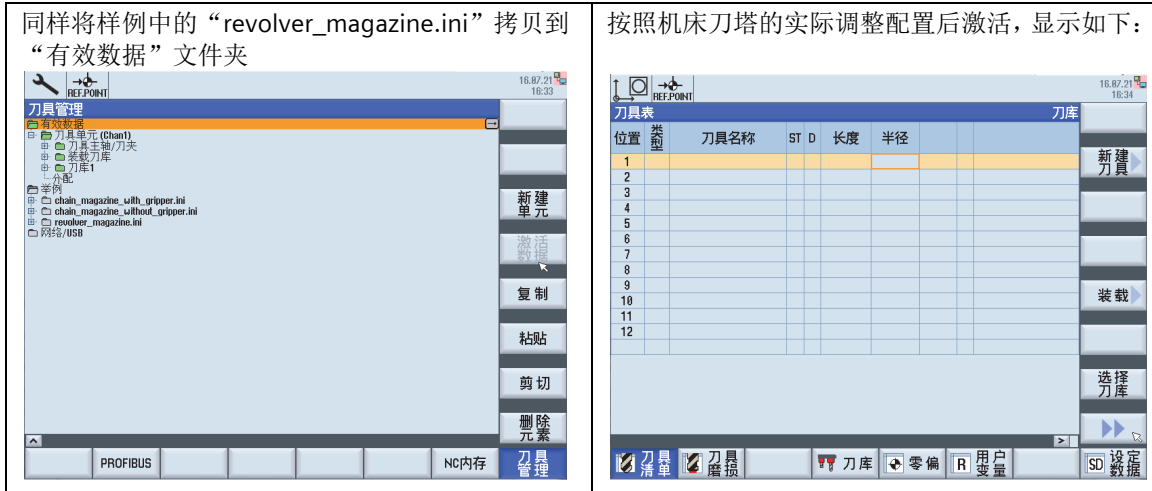 同样将样例中的“revolver_magazine.ini”拷贝到
“有效数据”文件夹
REF.POINT
16.07.21
16:33
刀具管理
有效数据
刀具单元 (Chan1)
刀具主轴/刀夹
装载刀库
刀库1
分配
举例
chain_magazine_with_gripper.ini
chain_magazine_without_gripper.ini
revolver_magazine.ini
网络/USB
新建
单元
激活
数据
复制
粘贴
剪切
删除
元素
PROFIBUS
NC内存
刀具
管理
按照机床刀塔的实际调整配置后激活，显示如下：
REF.POINT
16.07.21
16:34
刀具表 刀库
位置 类型 刀具名称 ST D 长度 半径
1
2
3
4
5
6
7
8
9
10
11
12
新建
刀具
装载
选择
刀库
刀具
清单
刀具
磨损
刀库
零偏
R 用户
变量
SD 设定
数据